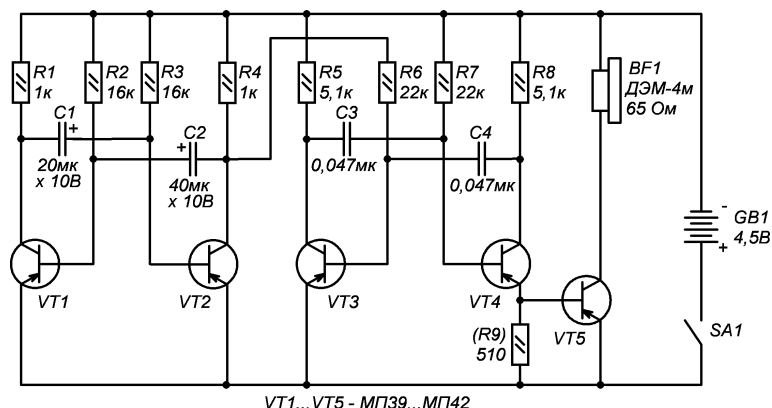 R1
1к
R2
16к
R3
16к
R4
1к
R5
5,1к
R6
22к
R7
22к
R8
5,1к
BF1
ДЭМ-4м
65 Ом
C1
+
20мк
x 10В
C2
+
40мк
x 10В
C3
0,047мк
C4
0,047мк
-
GB1
4,5В
+
VT1
VT2
VT3
VT4
VT5
(R9)
510
SA1
VT1...VT5 - МП39...МП42